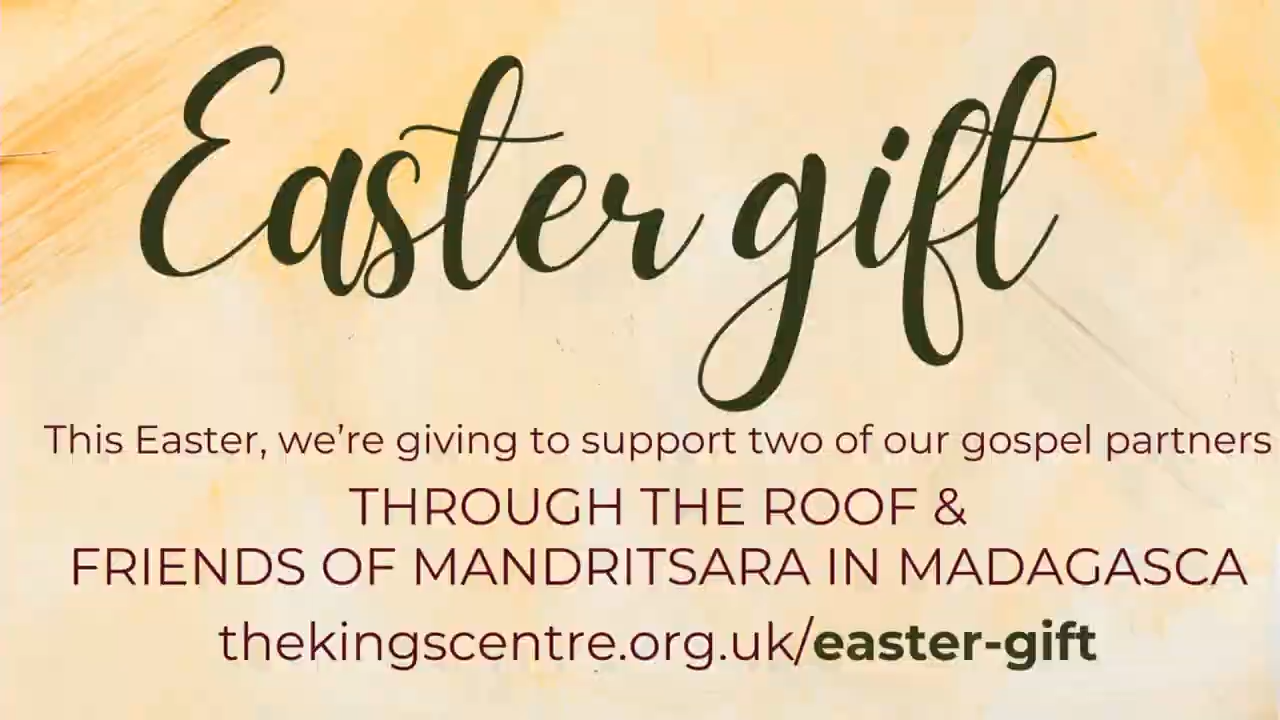 Easter gift
This Easter, we’re giving to support two of our gospel partners
THROUGH THE ROOF &
FRIENDS OF MANDRITSARA IN MADAGASCA
thekingscentre.org.uk/easter-gift